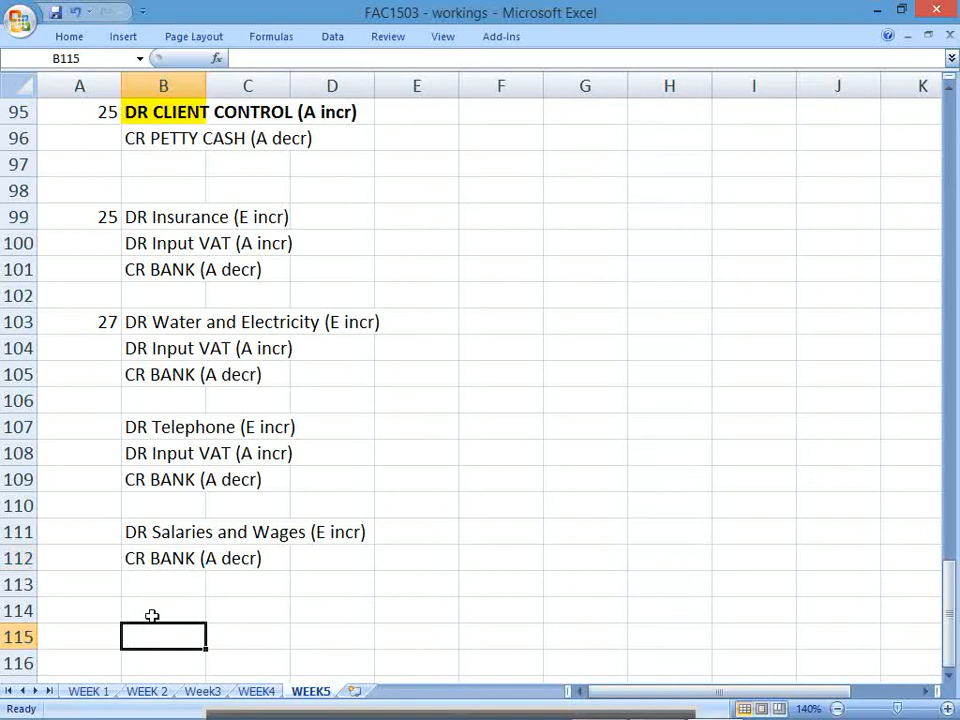 FAC1503 - workings - Microsoft Excel
Home Insert Page Layout Formulas Data Review View Add-Ins
B115 fx
A B C D E F G H I J K
95 25 DR CLIENT CONTROL (A incr)
96 CR PETTY CASH (A decr)
97
98
99 25 DR Insurance (E incr)
100 DR Input VAT (A incr)
101 CR BANK (A decr)
102
103 27 DR Water and Electricity (E incr)
104 DR Input VAT (A incr)
105 CR BANK (A decr)
106
107 DR Telephone (E incr)
108 DR Input VAT (A incr)
109 CR BANK (A decr)
110
111 DR Salaries and Wages (E incr)
112 CR BANK (A decr)
113
114
115
116
WEEK 1 WEEK 2 Week3 WEEK4 WEEK5
Ready 140%